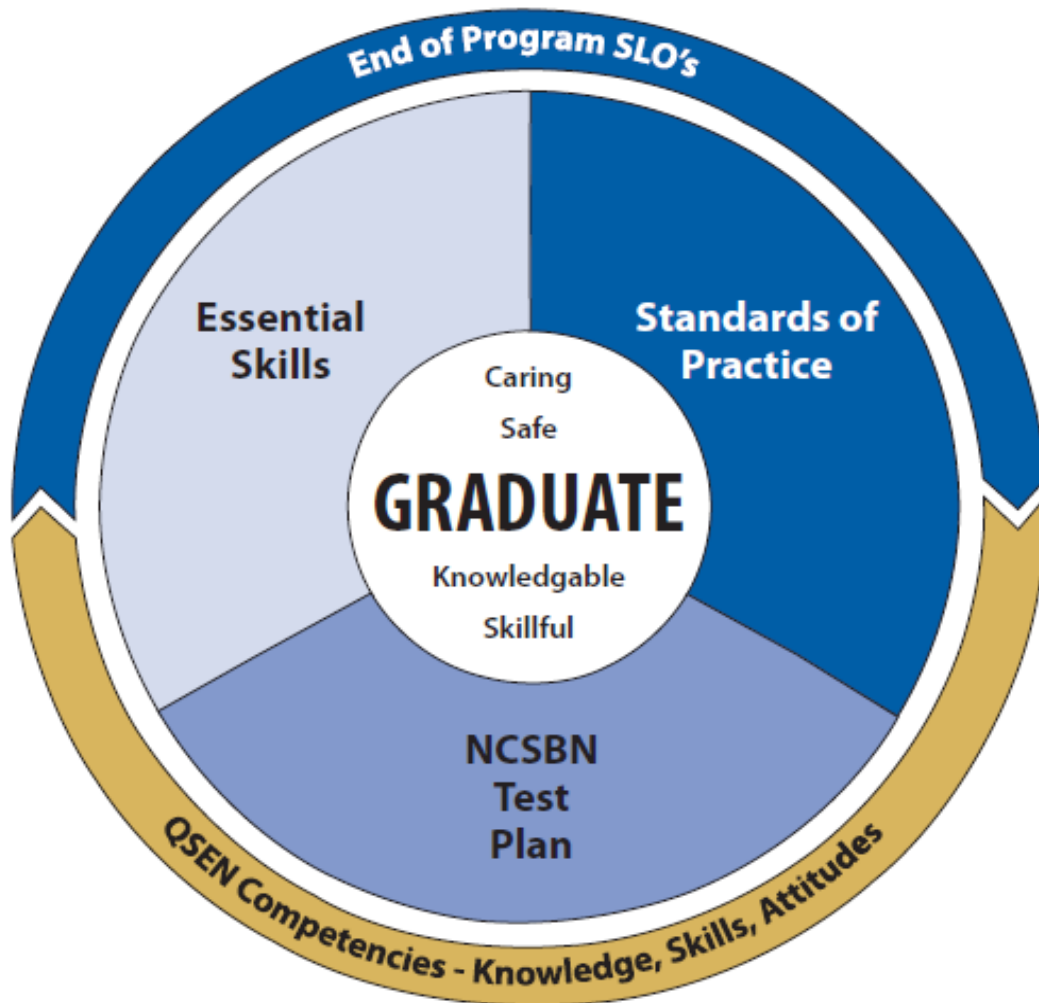 End of Program SLO's
Essential
Skills
Standards of
Practice
Caring
Safe
GRADUATE
Knowledgable
Skillful
NCSBN
Test
Plan
QSEN Competencies - Knowledge, Skills, Attitudes